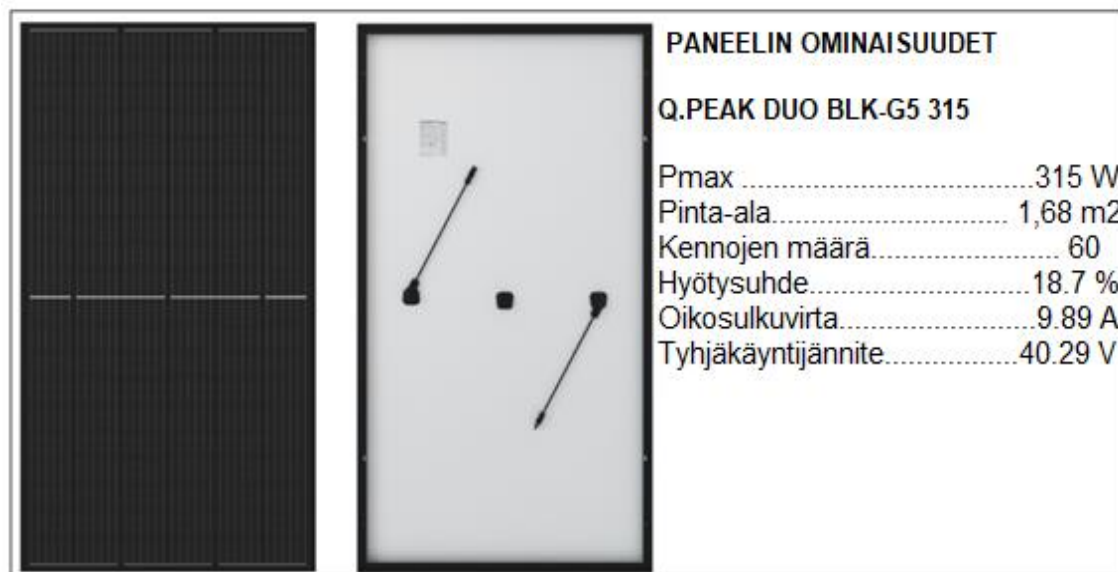 PANEELIN OMINAISUUDET
Q.PEAK DUO BLK-G5 315
Pmax ....................................315 W
Pinta-ala................................. 1,68 m2
Kennojen määrä....................... 60
Hyötysuhde............................18.7 %
Oikosulkuvirta........................9.89 A
Tyhjäkäyntijännite................40.29 V